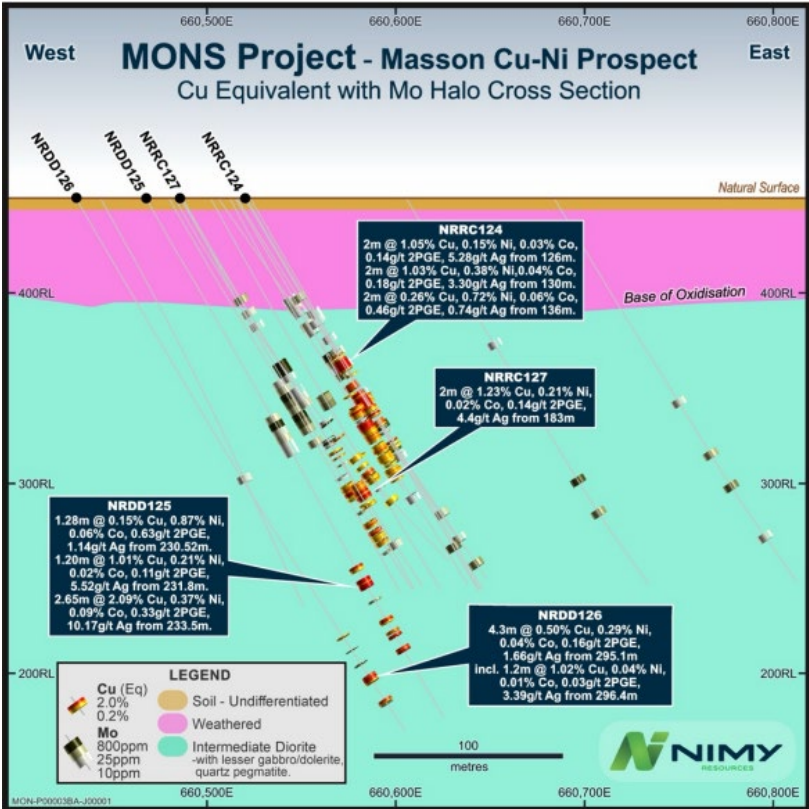 660,500E 660,600E 660,700E 660,800E
West
MONS Project - Masson Cu-Ni Prospect
East
Cu Equivalent with Mo Halo Cross Section
NRDD126
NRDD125
NRRC127
NRRC124
Natural Surface
NRRC124
2m @ 1.05% Cu, 0.15% Ni, 0.03% Co,
0.14g/t 2PGE, 5.28g/t Ag from 126m.
2m @ 1.03% Cu, 0.38% Ni,0.04% Co,
0.18g/t 2PGE, 3.30g/t Ag from 130m.
2m @ 0.26% Cu, 0.72% Ni, 0.06% Co,
0.46g/t 2PGE, 0.74g/t Ag from 136m.
400RL
Base of Oxidisation
400RL
NRRC127
2m @ 1.23% Cu, 0.21% Ni,
0.02% Co, 0.14g/t 2PGE,
4.4g/t Ag from 183m
300RL
300RL
NRDD125
1.28m @ 0.15% Cu, 0.87% Ni,
0.06% Co, 0.63g/t 2PGE,
1.14g/t Ag from 230.52m.
1.20m @ 1.01% Cu, 0.21% Ni,
0.02% Co, 0.11g/t 2PGE,
5.52g/t Ag from 231.8m.
2.65m @ 2.09% Cu, 0.37% Ni,
0.09% Co, 0.33g/t 2PGE,
10.17g/t Ag from 233.5m.
NRDD126
4.3m @ 0.50% Cu, 0.29% Ni,
0.04% Co, 0.16g/t 2PGE,
1.66g/t Ag from 295.1m
incl. 1.2m @ 1.02% Cu, 0.04% Ni,
0.01% Co, 0.03g/t 2PGE,
3.39g/t Ag from 296.4m
200RL
200RL
LEGEND
Cu (Eq)
2.0%
0.2%
Mo
800ppm
25ppm
10ppm
Soil - Undifferentiated
Weathered
Intermediate Diorite
-with lesser gabbro/dolerite,
quartz pegmatite.
100
metres
NIMY
RESOURCES
MON-P00003BA-J00001
660,500E 660,600E 660,700E 660,800E